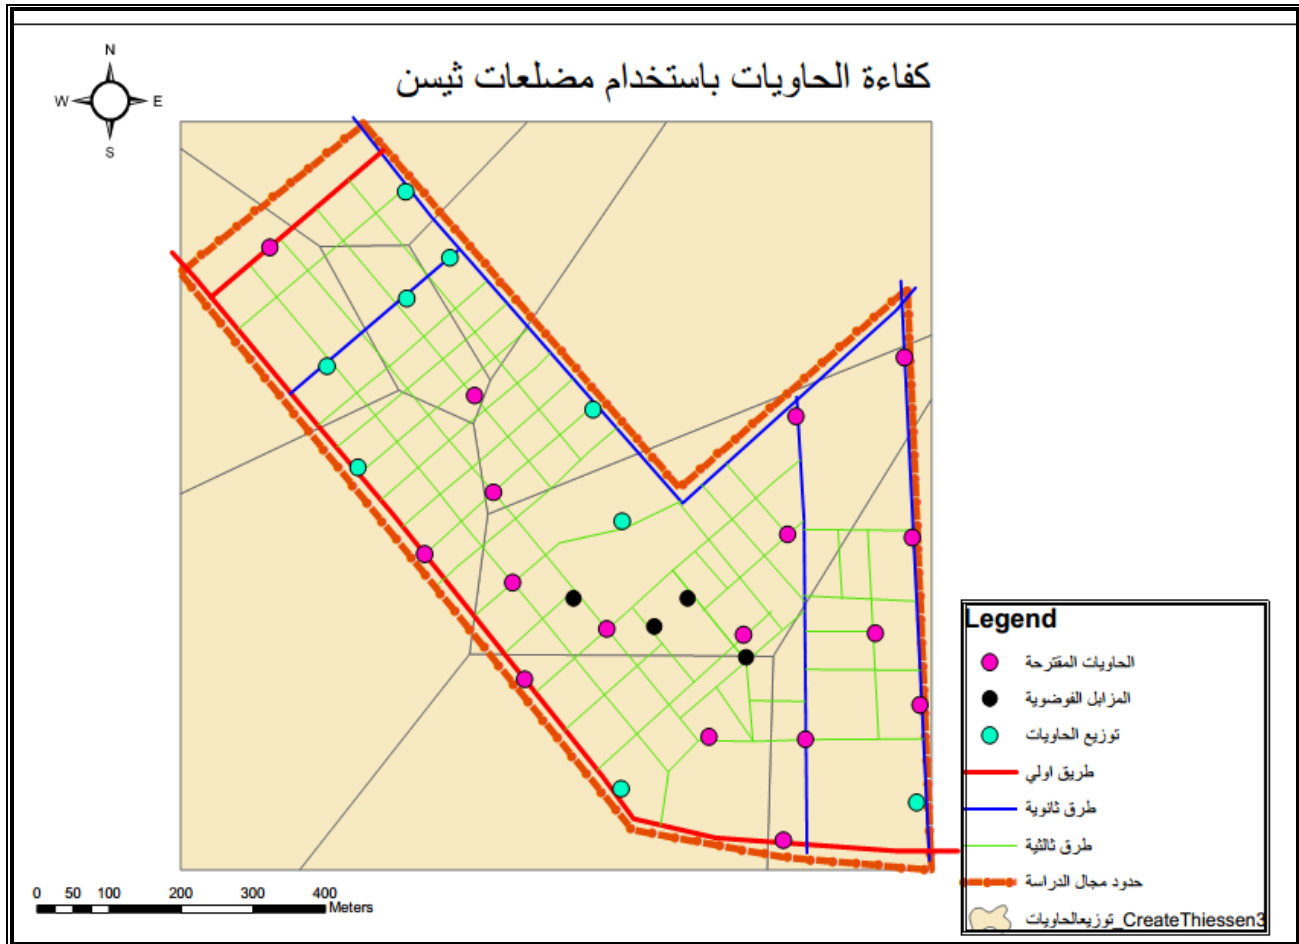 كفاءة الحاويات باستخدام مضلعات ثيسن
N
W E
S
Legend
الحاويات المقترحة
المزابل الفوضوية
توزيع الحاويات
طريق اولي
طرق ثانوية
طرق ثالثية
حدود مجال الدراسة
توزيعالحاويات_CreateThiessen3
0 50 100 200 300 400
Meters